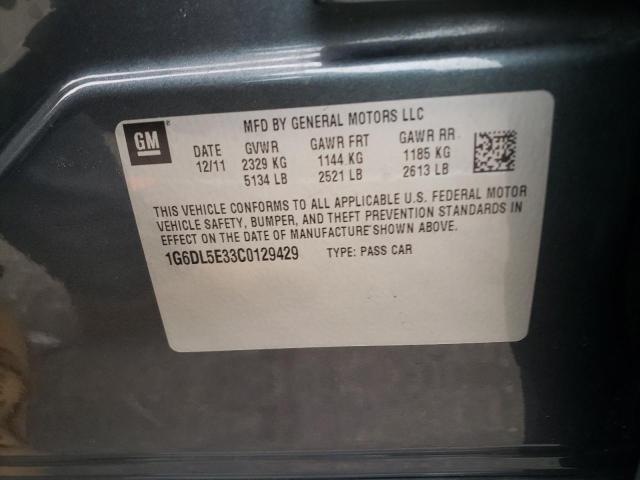 GM
MFD BY GENERAL MOTORS LLC
DATE GVWR GAWR FRT GAWR RR
12/11 2329 KG 1144 KG 1185 KG
5134 LB 2521 LB 2613 LB
THIS VEHICLE CONFORMS TO ALL APPLICABLE U.S. FEDERAL MOTOR
VEHICLE SAFETY, BUMPER, AND THEFT PREVENTION STANDARDS IN
EFFECT ON THE DATE OF MANUFACTURE SHOWN ABOVE.
1G6DL5E33C0129429 TYPE: PASS CAR